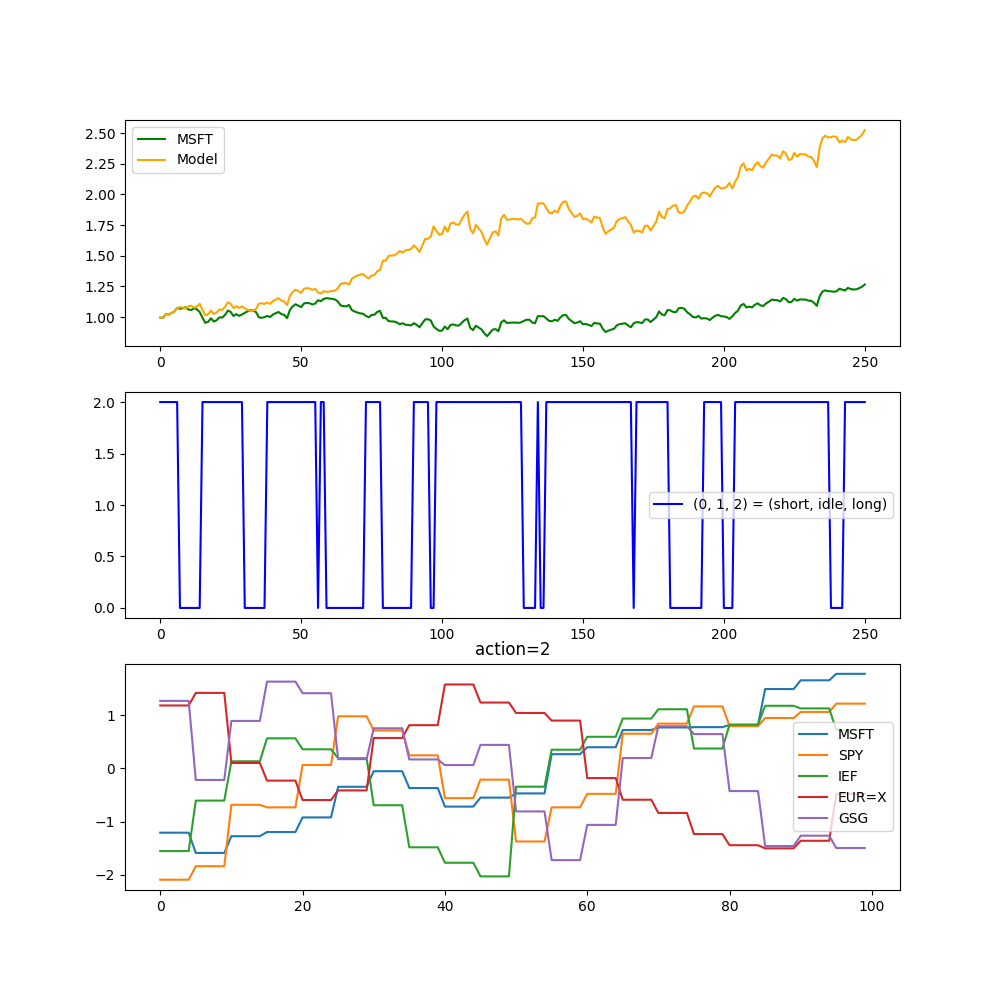 2.50
2.25
2.00
1.75
1.50
1.25
1.00
MSFT
Model
0 50 100 150 200 250
2.0
1.5
1.0
0.5
0.0
(0, 1, 2) = (short, idle, long)
0 50 100 150 200 250
action=2
1
0
−1
−2
MSFT
SPY
IEF
EUR=X
GSG
0 20 40 60 80 100